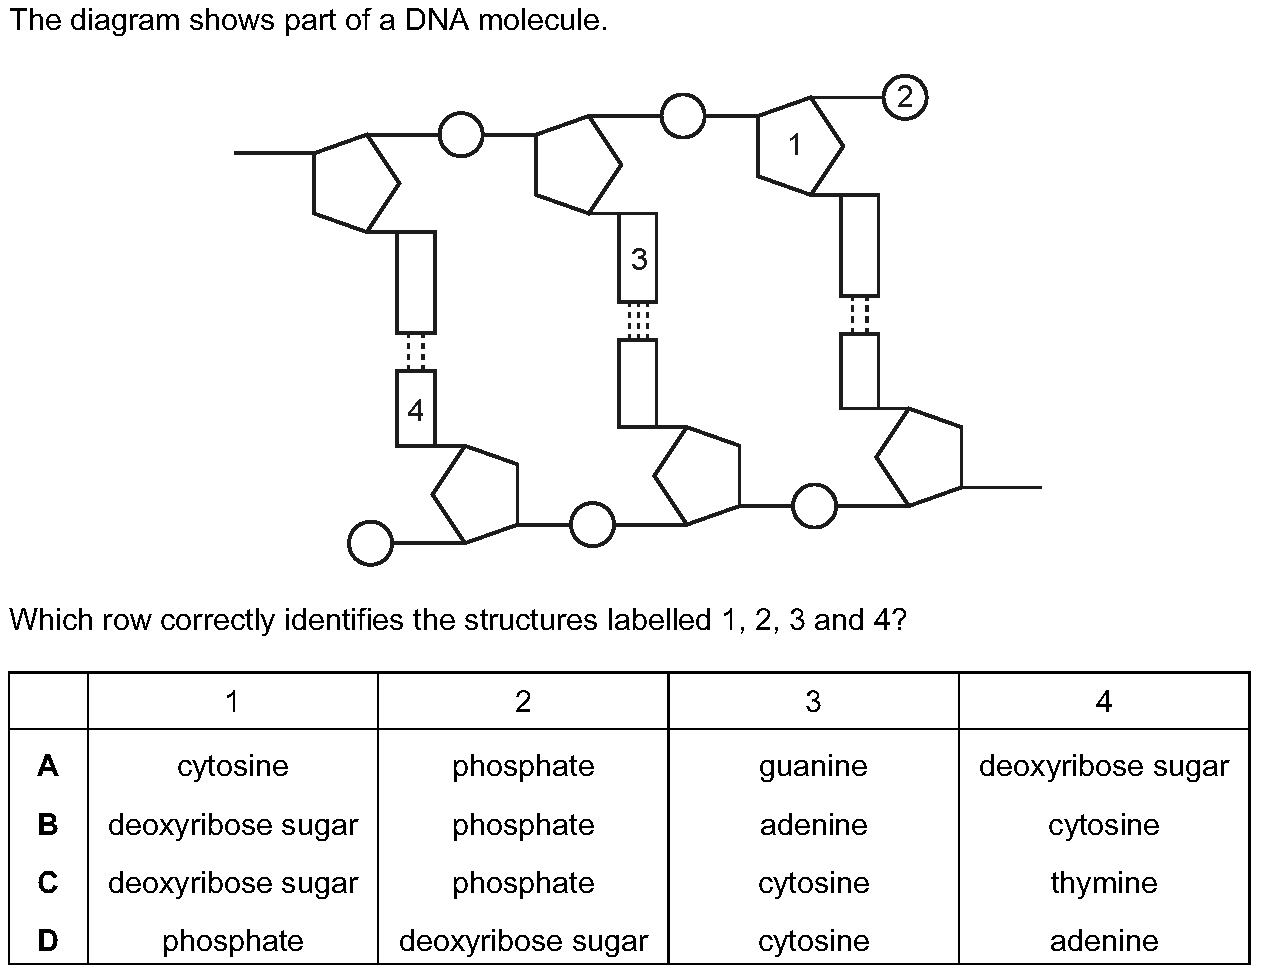 The diagram shows part of a DNA molecule.
2
1
3
4
Which row correctly identifies the structures labelled 1, 2, 3 and 4?
1 2 3 4
A cytosine phosphate guanine deoxyribose sugar
B deoxyribose sugar phosphate adenine cytosine
C deoxyribose sugar phosphate cytosine thymine
D phosphate deoxyribose sugar cytosine adenine